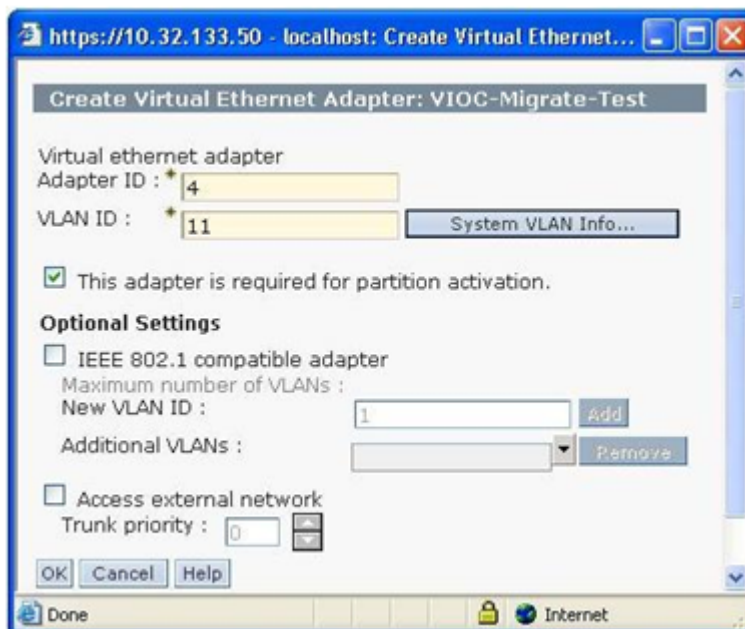 https://10.32.133.50 - localhost: Create Virtual Ethernet...
Create Virtual Ethernet Adapter: VIOC-Migrate-Test
Virtual ethernet adapter
Adapter ID : * 4
VLAN ID : * 11 System VLAN Info...
This adapter is required for partition activation.
Optional Settings
IEEE 802.1 compatible adapter
Maximum number of VLANs :
New VLAN ID : 1 Add
Additional VLANs : Remove
Access external network
Trunk priority : 0
OK Cancel Help
Done Internet